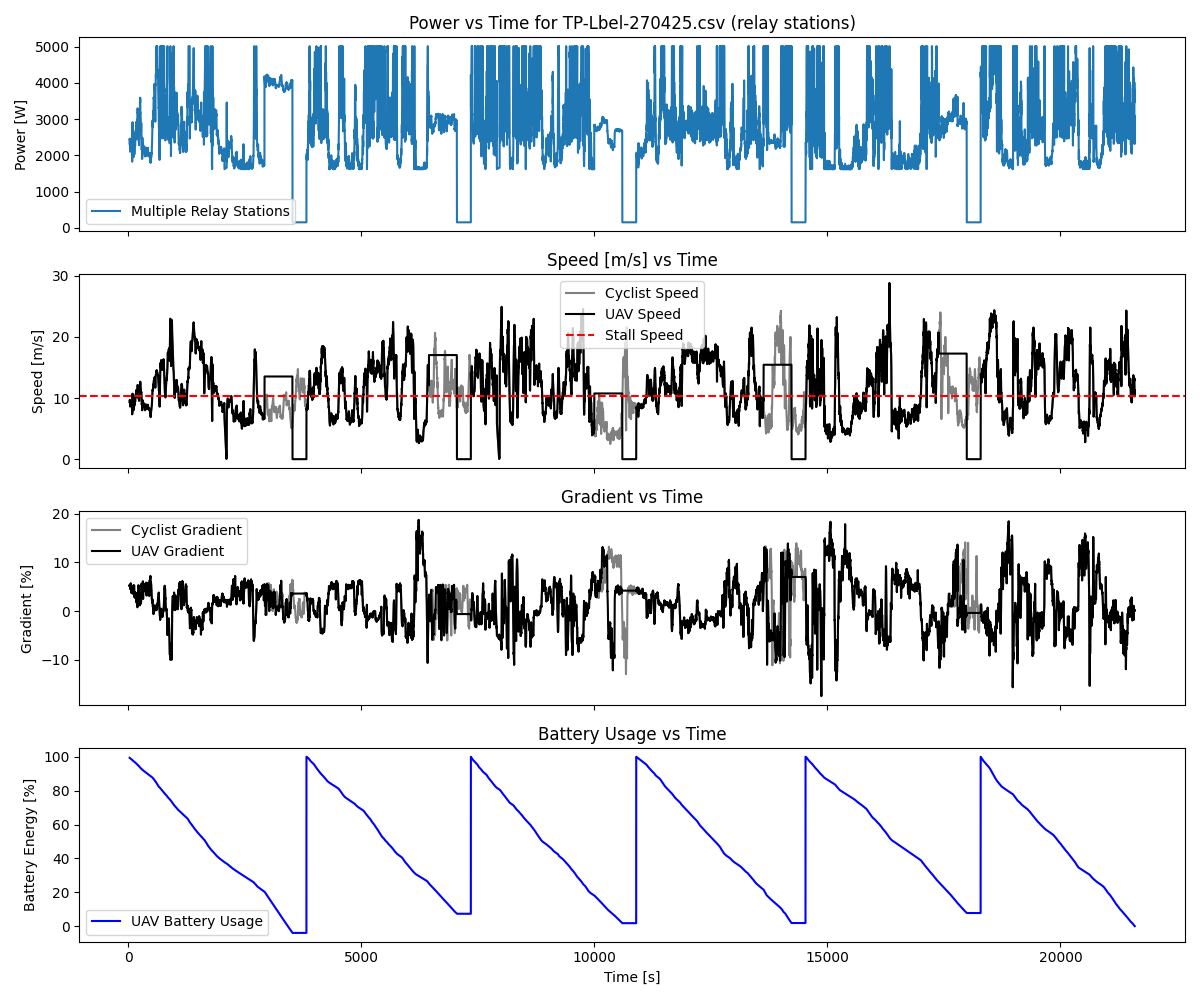 Power vs Time for TP-Lbel-270425.csv (relay stations)
5000
4000
3000
2000
1000
0
Power [W]
Multiple Relay Stations
Speed [m/s] vs Time
30
20
10
0
Speed [m/s]
Cyclist Speed
UAV Speed
Stall Speed
Gradient vs Time
20
10
0
−10
Gradient [%]
Cyclist Gradient
UAV Gradient
Battery Usage vs Time
100
80
60
40
20
0
Battery Energy [%]
UAV Battery Usage
0 5000 10000 15000 20000
Time [s]